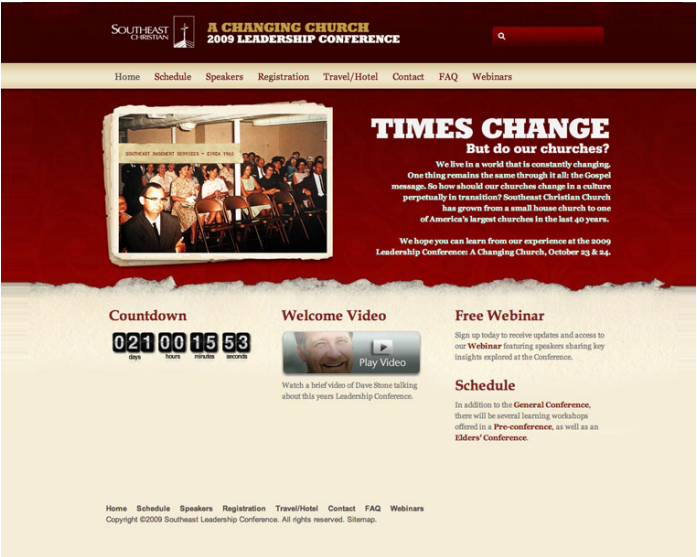 SOUTHEAST
CHRISTIAN
A CHANGING CHURCH
2009 LEADERSHIP CONFERENCE
Home Schedule Speakers Registration Travel/Hotel Contact FAQ Webinars
SOUTHEAST BASEMENT SERVICES - CIRCA 1962
TIMES CHANGE
But do our churches?
We live in a world that is constantly changing.
One thing remains the same through it all: the Gospel
message. So how should our churches change in a culture
perpetually in transition? Southeast Christian Church
has grown from a small house church to one
of America's largest churches in the last 40 years.
We hope you can learn from our experience at the 2009
Leadership Conference: A Changing Church, October 23 & 24.
Countdown
021 00 15 53
days hours minutes seconds
Welcome Video
Play Video
Watch a brief video of Dave Stone talking
about this years Leadership Conference.
Free Webinar
Sign up today to receive updates and access to
our Webinar featuring speakers sharing key
insights explored at the Conference.
Schedule
In addition to the General Conference,
there will be several learning workshops
offered in a Pre-conference, as well as an
Elders' Conference.
Home Schedule Speakers Registration Travel/Hotel Contact FAQ Webinars
Copyright ©2009 Southeast Leadership Conference. All rights reserved. Sitemap.